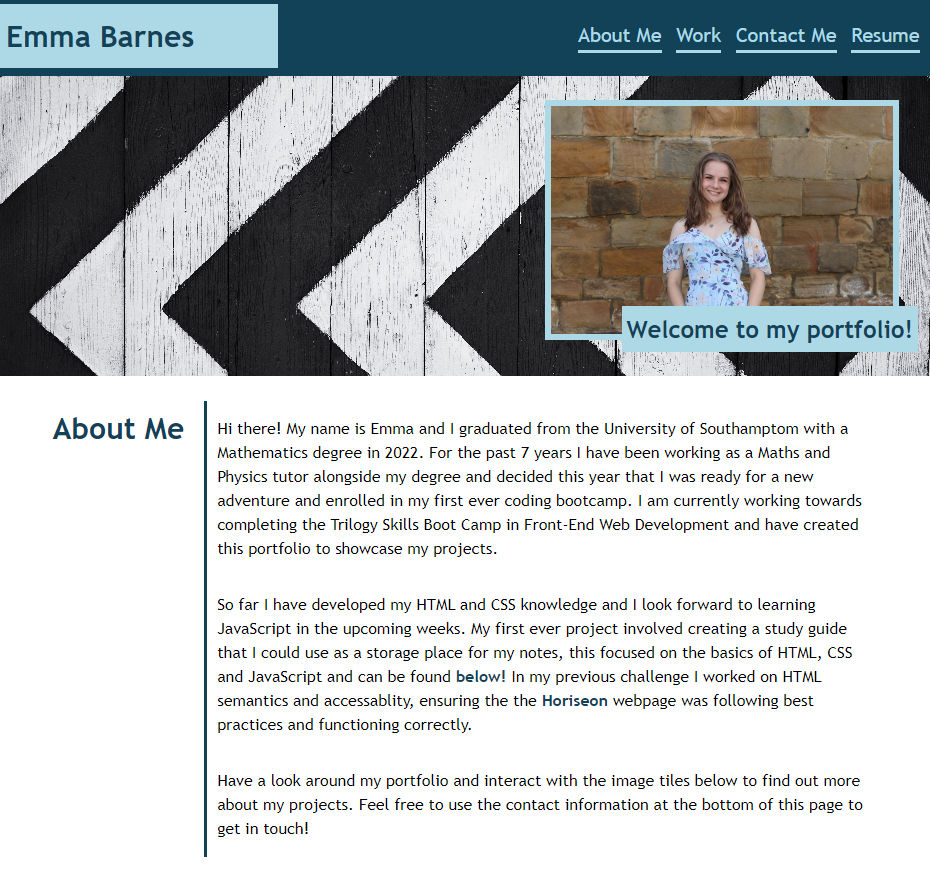 Emma Barnes
About Me Work Contact Me Resume
Welcome to my portfolio!
About Me
Hi there! My name is Emma and I graduated from the University of Southamptom with a
Mathematics degree in 2022. For the past 7 years I have been working as a Maths and
Physics tutor alongside my degree and decided this year that I was ready for a new
adventure and enrolled in my first ever coding bootcamp. I am currently working towards
completing the Trilogy Skills Boot Camp in Front-End Web Development and have created
this portfolio to showcase my projects.
So far I have developed my HTML and CSS knowledge and I look forward to learning
JavaScript in the upcoming weeks. My first ever project involved creating a study guide
that I could use as a storage place for my notes, this focused on the basics of HTML, CSS
and JavaScript and can be found below! In my previous challenge I worked on HTML
semantics and accessablity, ensuring the the Horiseon webpage was following best
practices and functioning correctly.
Have a look around my portfolio and interact with the image tiles below to find out more
about my projects. Feel free to use the contact information at the bottom of this page to
get in touch!